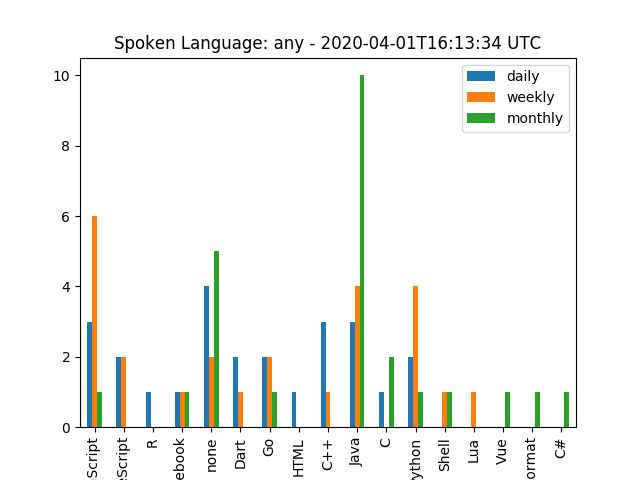 Spoken Language: any - 2020-04-01T16:13:34 UTC
daily
weekly
monthly
10
8
6
4
2
0
Script
eScript
R
ebook
none
Dart
Go
HTML
C++
Java
C
ython
Shell
Lua
Vue
ormat
C#